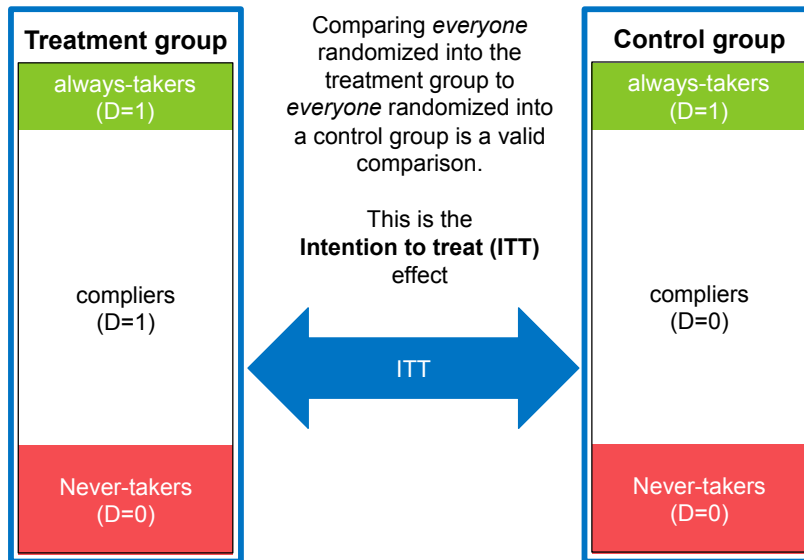 Treatment group
always-takers
(D=1)
compliers
(D=1)
Never-takers
(D=0)
Comparing everyone
randomized into the
treatment group to
everyone randomized into
a control group is a valid
comparison.
This is the
Intention to treat (ITT)
effect
ITT
Control group
always-takers
(D=1)
compliers
(D=0)
Never-takers
(D=0)